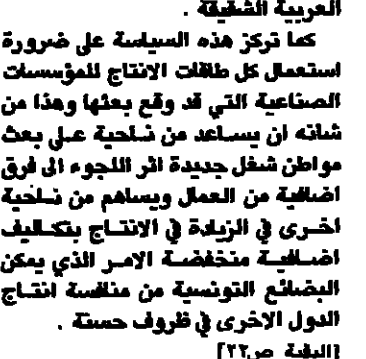 العربية الشقيقة .
كما تركز هذه السياسة على ضرورة
استعمال كل طاقات الانتاج للمؤسسات
الصناعية التي قد وقع بعثها وهذا من
شانه ان يساعد من ناحية على بعث
مواطن شغل جديدة اثر اللجوء الى فرق
اضافية من العمال ويساهم من ناحية
اخرى في الزيادة في الانتاج بتكاليف
اضافية منخفضة الامر الذي يمكن
البضائع التونسية من منافسة انتاج
الدول الاخرى في ظروف حسنة .
[البقية ص٢٢]